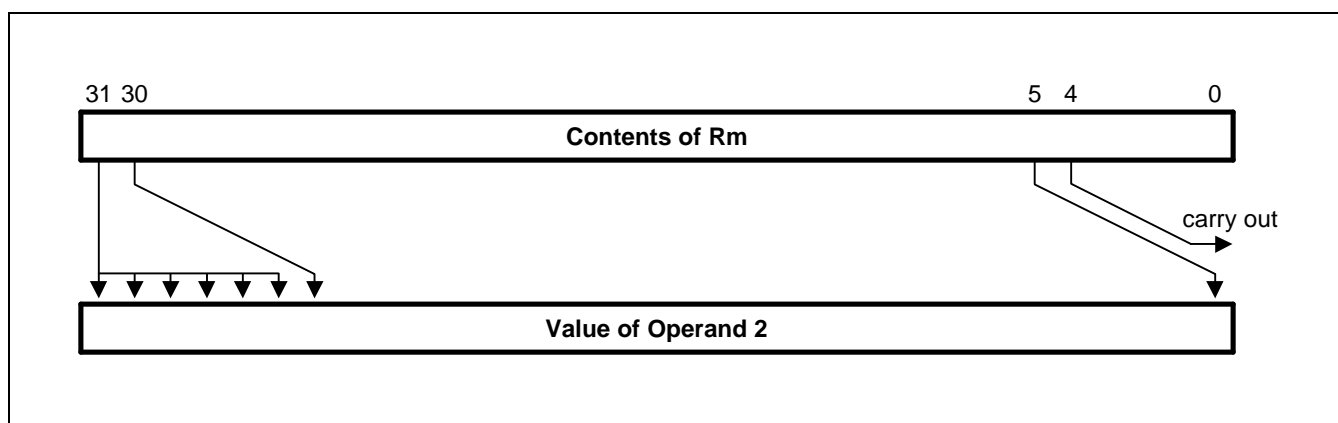 31 30 5 4 0
Contents of Rm
carry out
Value of Operand 2